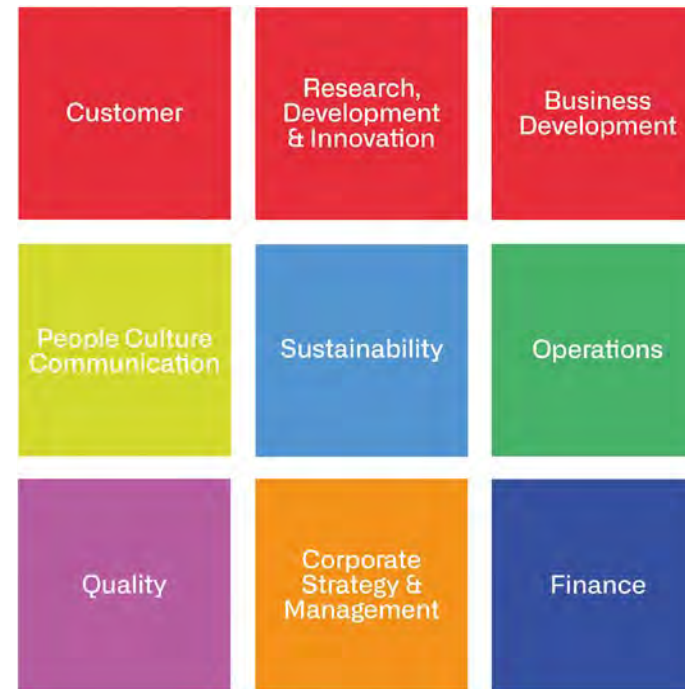 Customer
Research,
Development
& Innovation
Business
Development
People Culture
Communication
Sustainability
Operations
Quality
Corporate
Strategy &
Management
Finance